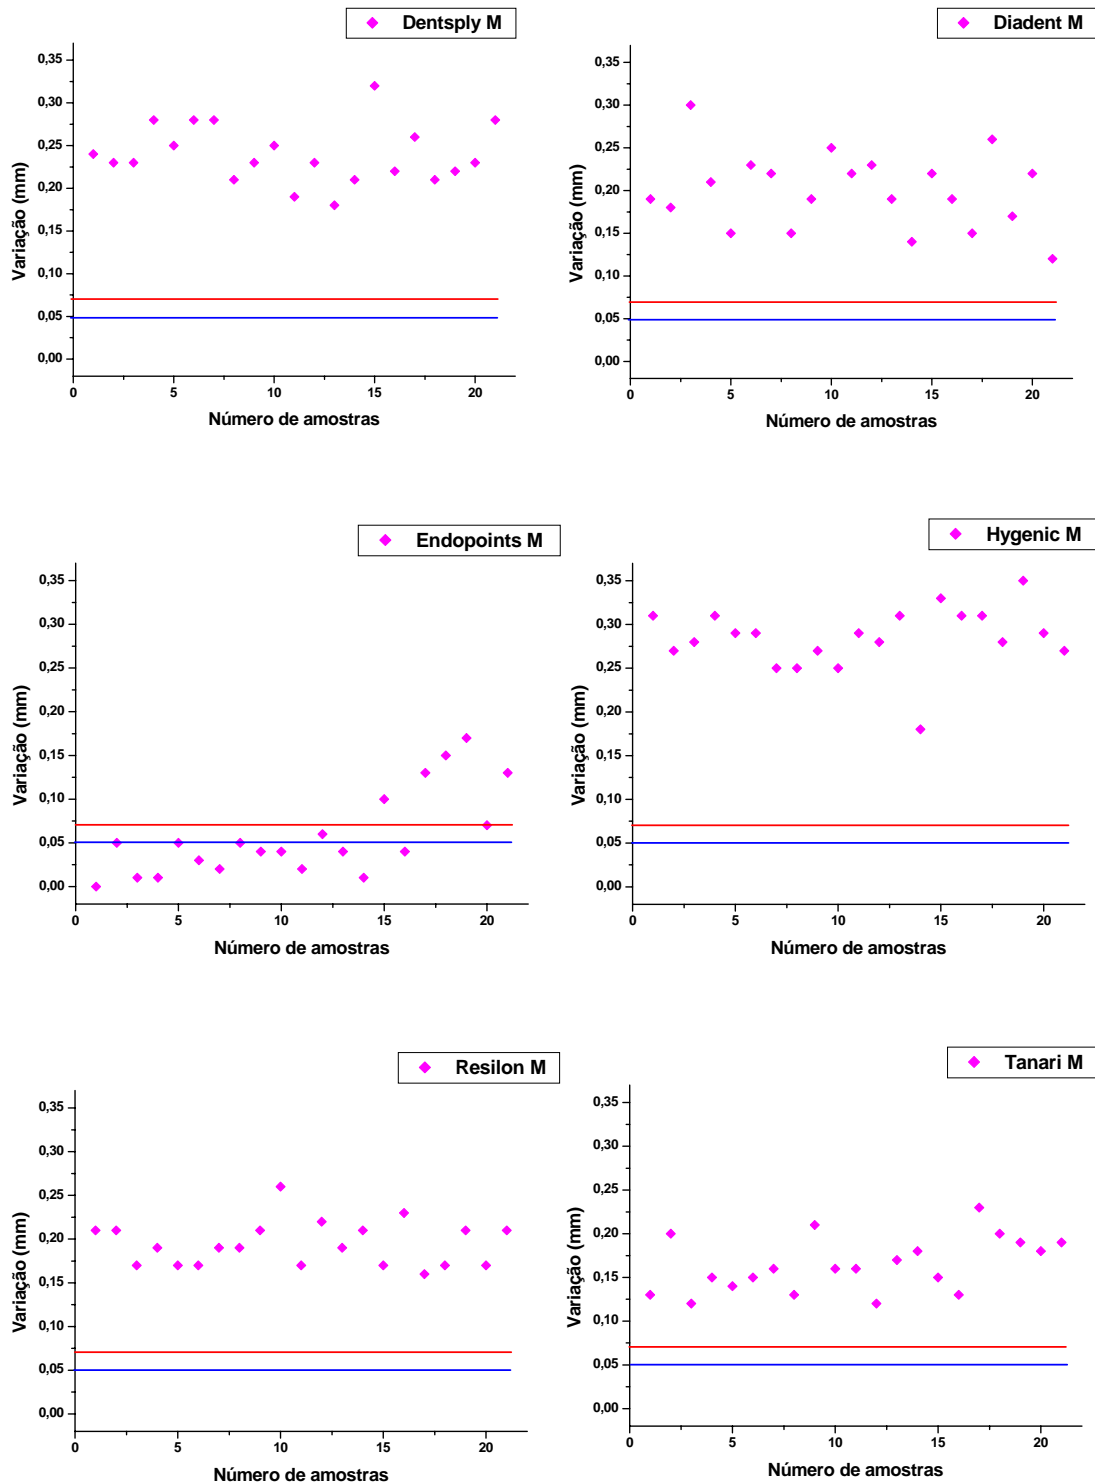 Dentsply M
0,35
0,30
0,25
0,20
0,15
0,10
0,05
0,00
Variação (mm)
0 5 10 15 20
Número de amostras
Diadent M
0,35
0,30
0,25
0,20
0,15
0,10
0,05
0,00
Variação (mm)
0 5 10 15 20
Número de amostras
Endopoints M
0,35
0,30
0,25
0,20
0,15
0,10
0,05
0,00
Variação (mm)
0 5 10 15 20
Número de amostras
Hygenic M
0,35
0,30
0,25
0,20
0,15
0,10
0,05
0,00
Variação (mm)
0 5 10 15 20
Número de amostras
Resilon M
0,35
0,30
0,25
0,20
0,15
0,10
0,05
0,00
Variação (mm)
0 5 10 15 20
Número de amostras
Tanari M
0,35
0,30
0,25
0,20
0,15
0,10
0,05
0,00
Variação (mm)
0 5 10 15 20
Número de amostras